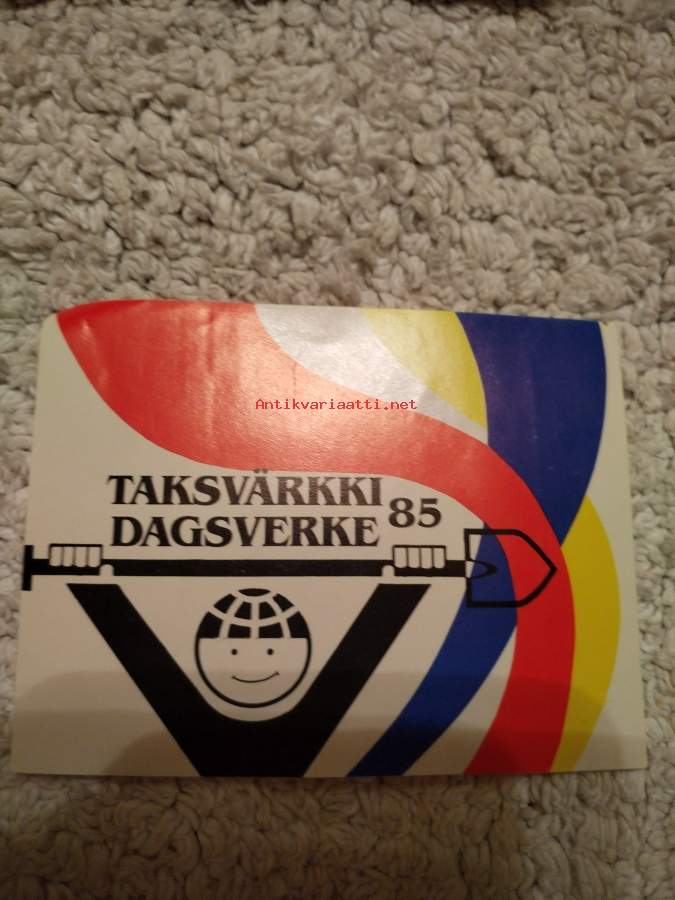 Antikvariaatti.net
TAKSVÄRKKI
DAGSVERKE 85